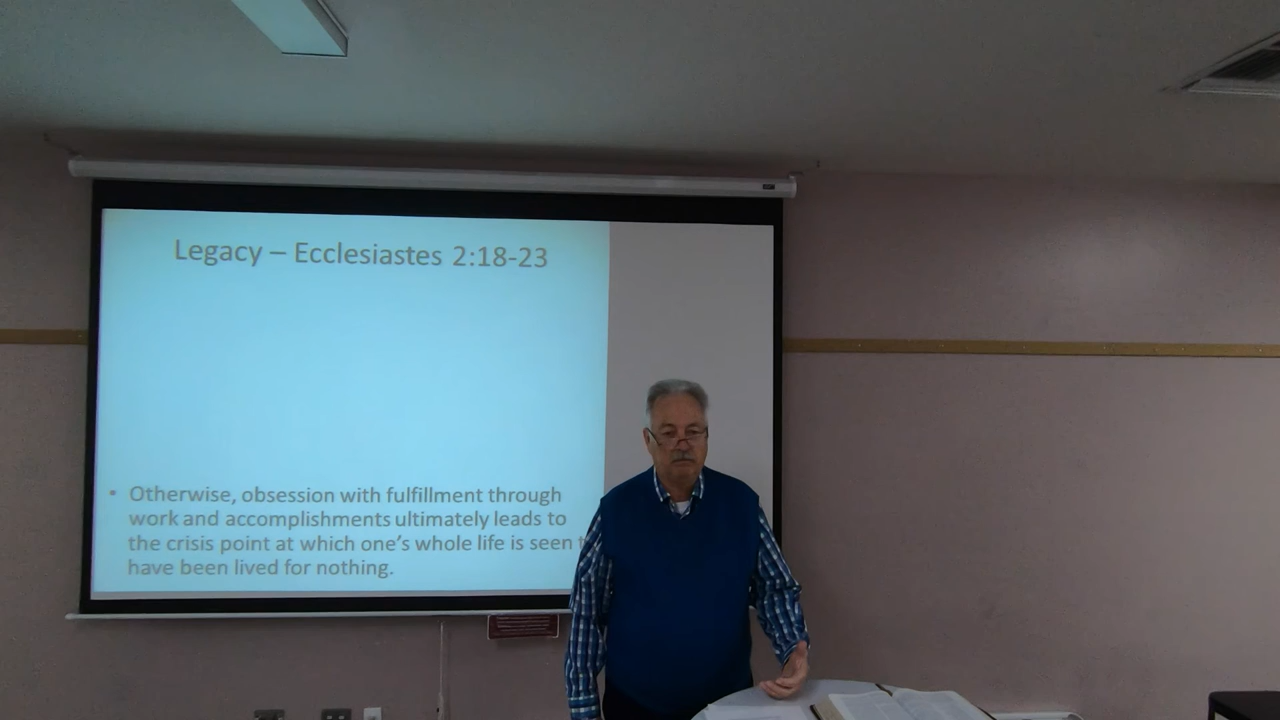 Legacy – Ecclesiastes 2:18-23
• Otherwise, obsession with fulfillment through
work and accomplishments ultimately leads to
the crisis point at which one's whole life is seen
have been lived for nothing.